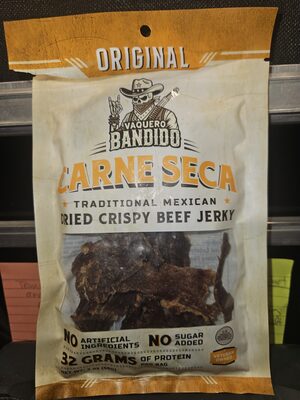 ORIGINAL
VAQUERO
BANDIDO
CARNE SECA
TRADITIONAL MEXICAN
DRIED CRISPY BEEF JERKY
NO ARTIFICIAL INGREDIENTS NO SUGAR ADDED
32 GRAMS OF PROTEIN
PER BAG